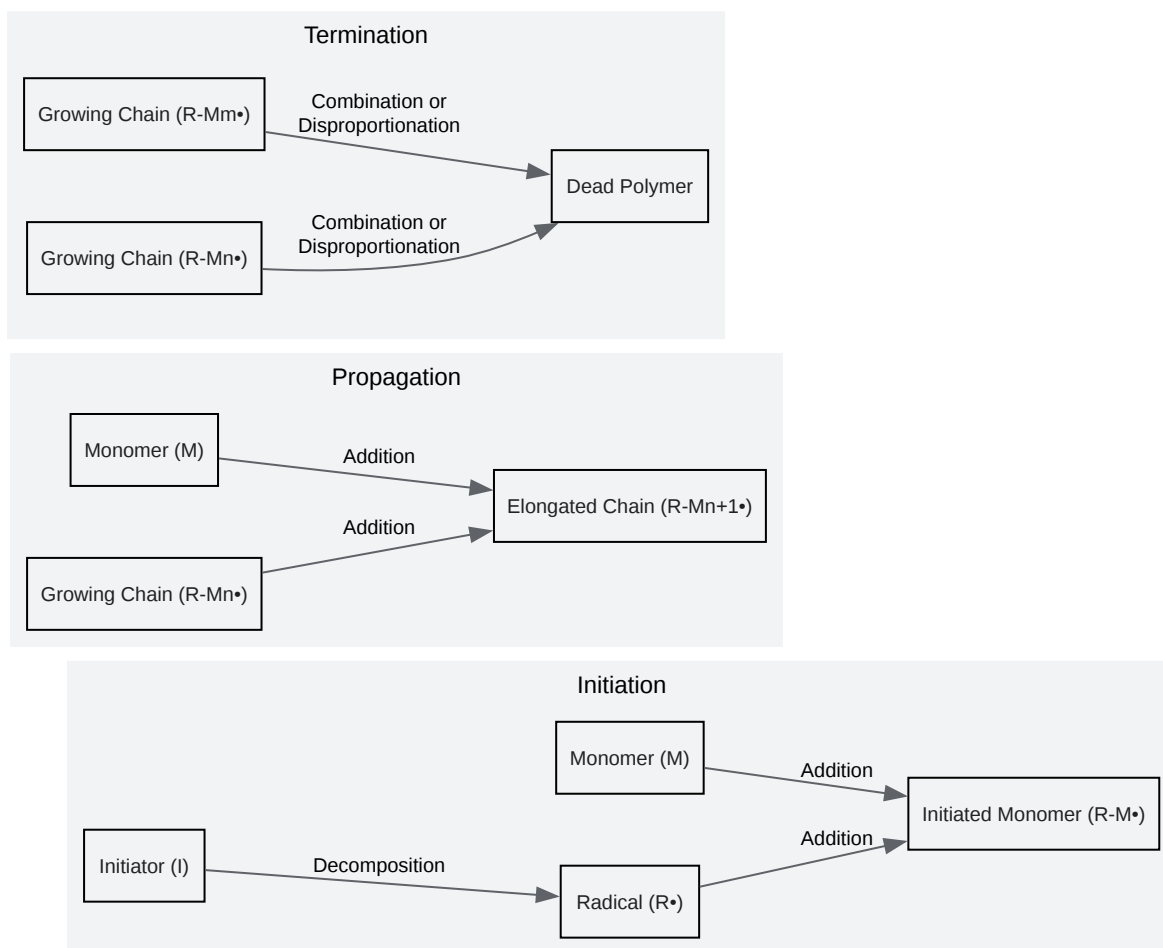 Termination
Growing Chain (R-Mm•)
Combination or
Disproportionation
Dead Polymer
Combination or
Disproportionation
Growing Chain (R-Mn•)
Propagation
Monomer (M)
Addition
Elongated Chain (R-Mn+1•)
Addition
Growing Chain (R-Mn•)
Initiation
Monomer (M)
Addition
Initiated Monomer (R-M•)
Addition
Initiator (I)
Decomposition
Radical (R•)